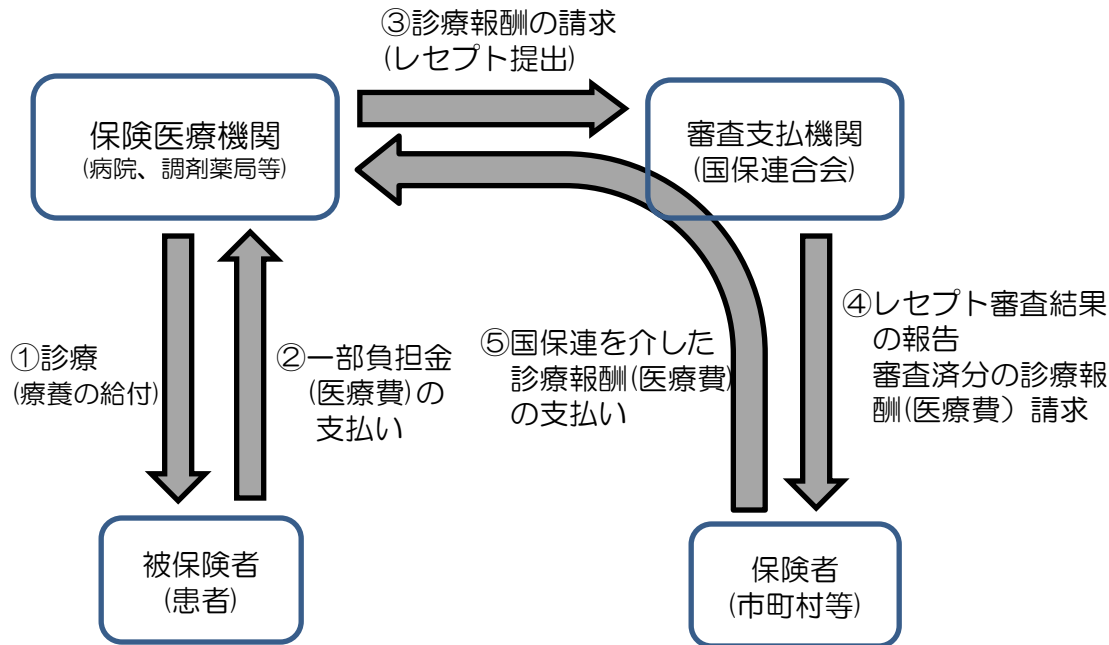 ③診療報酬の請求
(レセプト提出)
保険医療機関
(病院、調剤薬局等)
審査支払機関
(国保連合会)
①診療
(療養の給付)
②一部負担金
(医療費)の
支払い
⑤国保連を介した
診療報酬(医療費)
の支払い
④レセプト審査結果
の報告
審査済分の診療報
酬(医療費）請求
被保険者
(患者)
保険者
(市町村等)